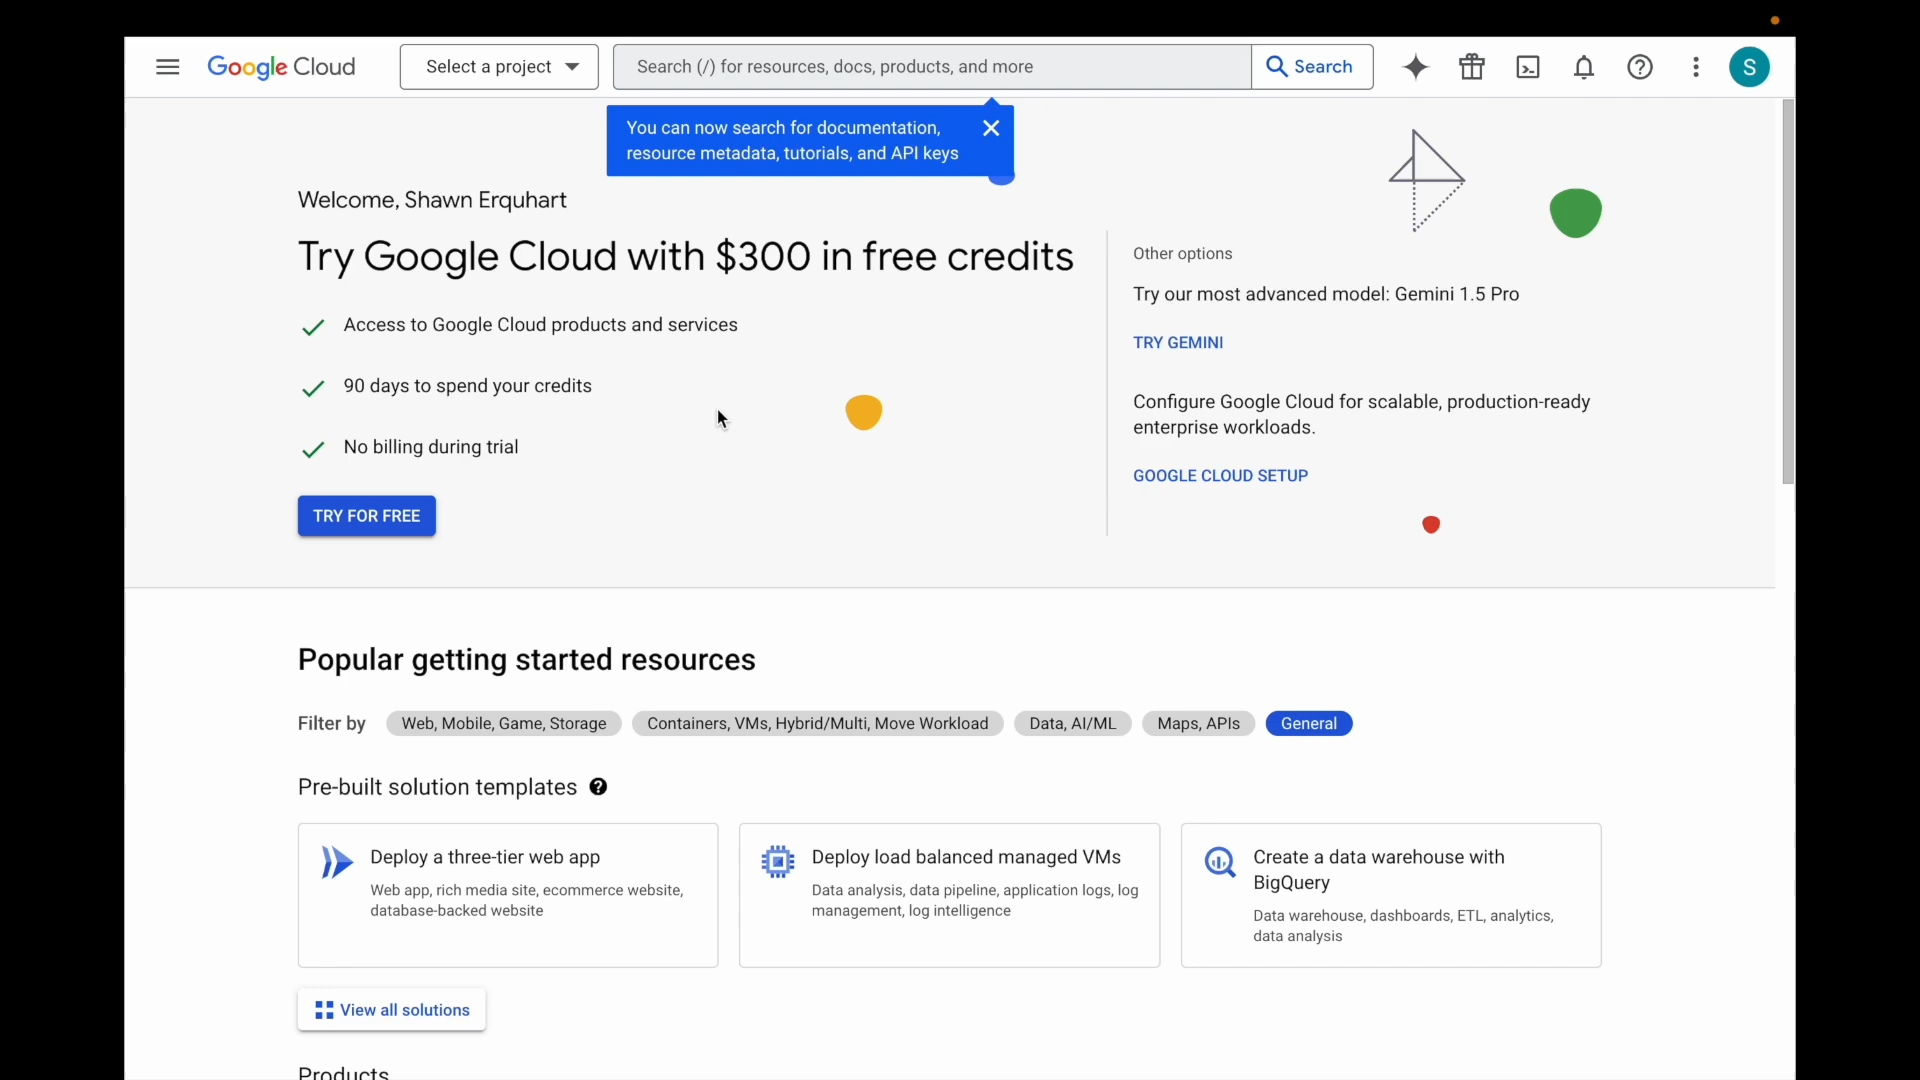 Google Cloud
Select a project
Search (/) for resources, docs, products, and more
Search
S
You can now search for documentation,
resource metadata, tutorials, and API keys
Welcome, Shawn Erquhart
Try Google Cloud with $300 in free credits
Access to Google Cloud products and services
90 days to spend your credits
No billing during trial
TRY FOR FREE
Other options
Try our most advanced model: Gemini 1.5 Pro
TRY GEMINI
Configure Google Cloud for scalable, production-ready
enterprise workloads.
GOOGLE CLOUD SETUP
Popular getting started resources
Filter by
Web, Mobile, Game, Storage
Containers, VMs, Hybrid/Multi, Move Workload
Data, AI/ML
Maps, APIs
General
Pre-built solution templates
Deploy a three-tier web app
Web app, rich media site, ecommerce website,
database-backed website
Deploy load balanced managed VMs
Data analysis, data pipeline, application logs, log
management, log intelligence
Create a data warehouse with
BigQuery
Data warehouse, dashboards, ETL, analytics,
data analysis
View all solutions
Products